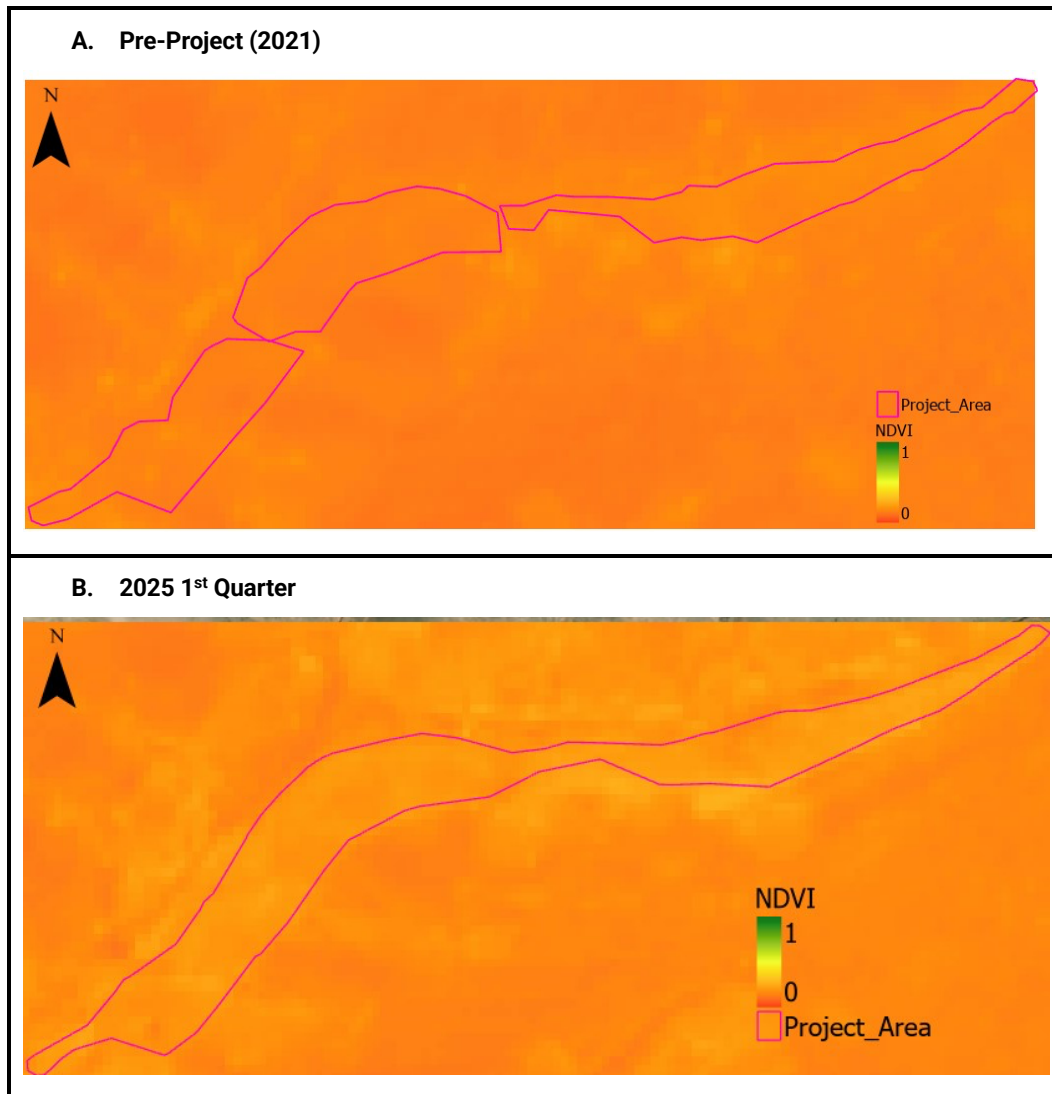 A. Pre-Project (2021)
N
Project_Area
NDVI
1
0
B. 2025 1st Quarter
N
NDVI
1
0
Project_Area